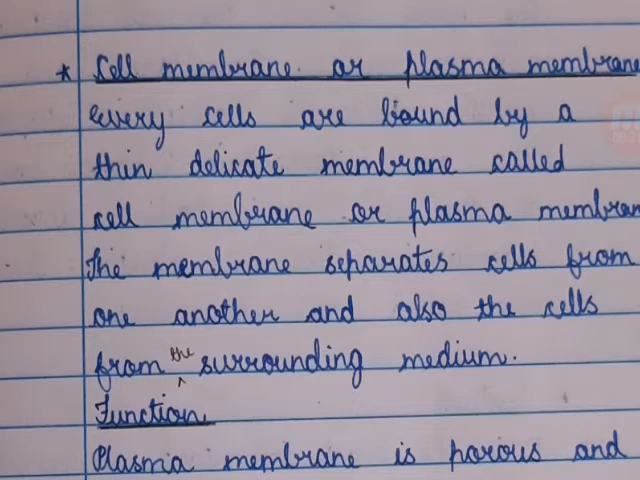 * Cell membrane or plasma membrane
every cells are bound by a
thin delicate membrane called
cell membrane or plasma membran
The membrane separates cells from
one another and also the cells
from the surrounding medium.
Function
Plasma membrane is porous and